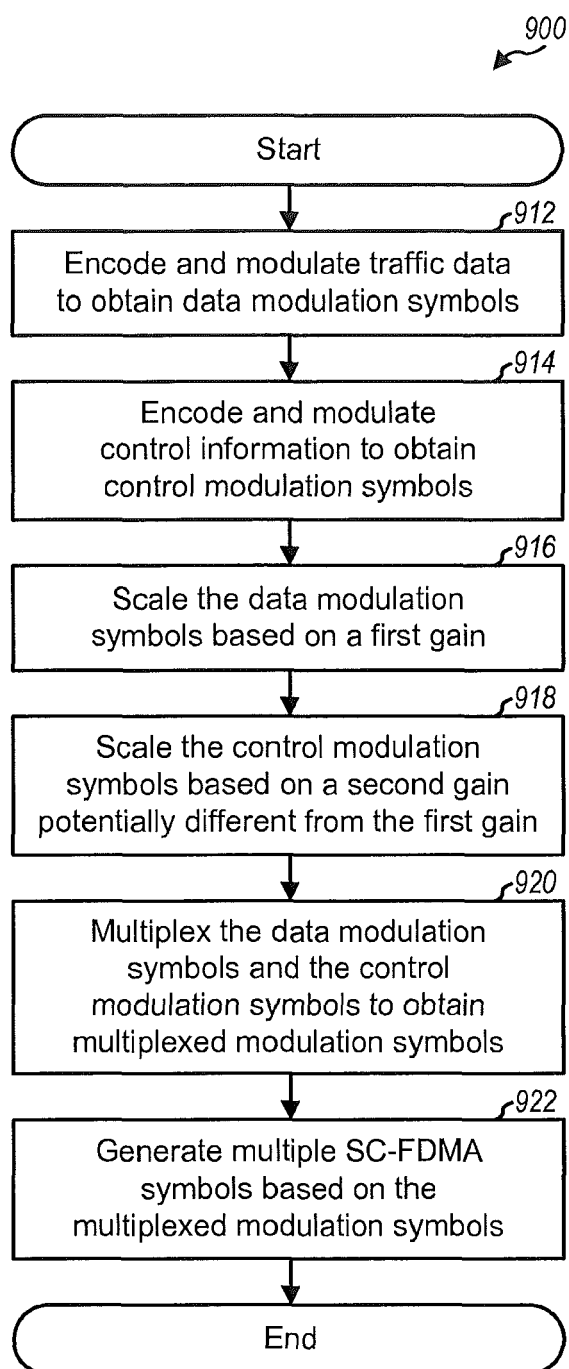 900
Start
912
Encode and modulate traffic data
to obtain data modulation symbols
914
Encode and modulate
control information to obtain
control modulation symbols
916
Scale the data modulation
symbols based on a first gain
918
Scale the control modulation
symbols based on a second gain
potentially different from the first gain
920
Multiplex the data modulation
symbols and the control
modulation symbols to obtain
multiplexed modulation symbols
922
Generate multiple SC-FDMA
symbols based on the
multiplexed modulation symbols
End